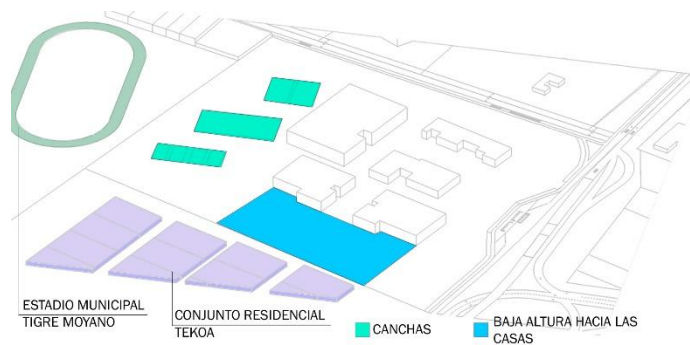 ESTADIO MUNICIPAL
TIGRE MOYANO
CONJUNTO RESIDENCIAL
TEKOA
CANCHAS
BAJA ALTURA HACIA LAS
CASAS